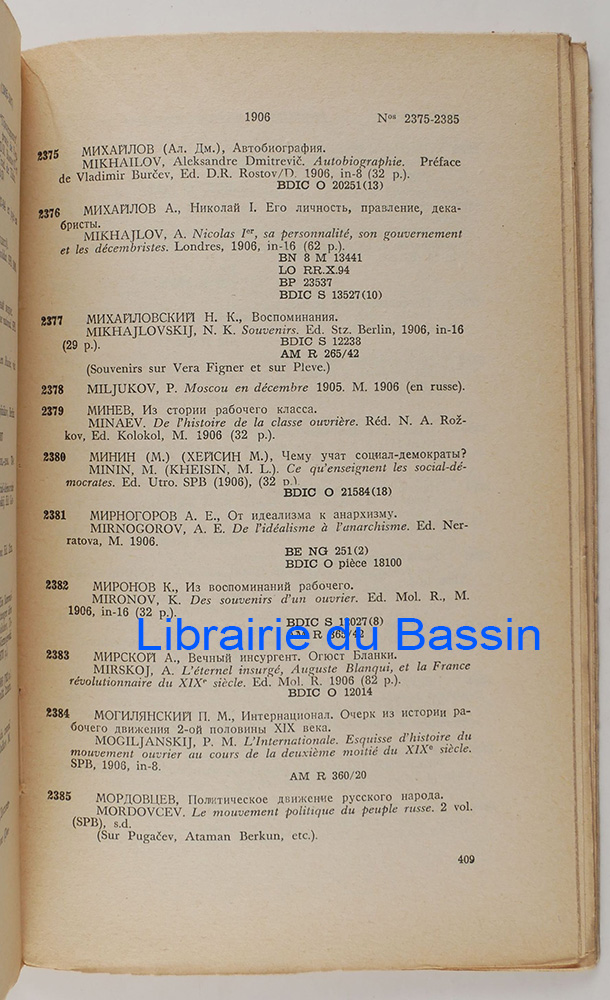 1906 Nos 2375-2385
2375 МИХАЙЛОВ (Ал. Дм.), Автобиография.
MIKHAILOV, Aleksandre Dmitrevič. Autobiographie. Préface
de Vladimir Burčev, Ed. D.R. Rostov/D. 1906, in-8 (32 p.).
BDIC O 20251(13)
2376 МИХАЙЛОВ А., Николай I. Его личность, правление, дека-
бристы.
MIKHAJLOV, A. Nicolas Ier, sa personnalité, son gouvernement
et les décembristes. Londres, 1906, in-16 (62 p.).
BN 8 M 13441
LO RR.X.94
BP 23537
BDIC S 13527(10)
2377 МИХАЙЛОВСКИЙ Н. К., Воспоминания.
MIKHAJLOVSKIJ, N. K. Souvenirs. Ed. Stz. Berlin, 1906, in-16
(29 p.). BDIC S 12238
AM R 265/42
(Souvenirs sur Vera Figner et sur Pleve.)
2378 MILJUKOV, P. Moscou en décembre 1905. M. 1906 (en russe).
2379 МИНЕВ, Из стории рабочего класса.
MINAEV. De l'histoire de la classe ouvrière. Réd. N. A. Rož-
kov, Ed. Kolokol, M. 1906 (32 p.).
2380 МИНИН (М.) (ХЕЙСИН М.), Чему учат социал-демократы?
MININ, M. (KHEISIN, M. L.). Ce qu'enseignent les social-dé-
mocrates. Ed. Utro. SPB (1906), (32 p.).
BDIC O 21584(18)
2381 МИРНОГОРОВ А. Е., От идеализма к анархизму.
MIRNOGOROV, A. E. De l'idéalisme à l'anarchisme. Ed. Ner-
ratova, M. 1906.
BE NG 251(2)
BDIC O pièce 18100
2382 МИРОНОВ К., Из воспоминаний рабочего.
MIRONOV, K. Des souvenirs d'un ouvrier. Ed. Mol. R., M.
1906, in-16 (32 p.).
BDIC S 13027(8)
AM R 365/42
Librairie du Bassin
2383 МИРСКОЙ А., Вечный инсургент. Огюст Бланки.
MIRSKOJ, A. L'éternel insurgé, Auguste Blanqui, et la France
révolutionnaire du XIXe siècle. Ed. Mol. R. 1906 (82 p.).
BDIC O 12014
2384 МОГИЛЯНСКИЙ П. М., Интернационал. Очерк из истории ра-
бочего движения 2-ой половины XIX века.
MOGILJANSKIJ, P. M. L'Internationale. Esquisse d'histoire du
mouvement ouvrier au cours de la deuxième moitié du XIXe siècle.
SPB, 1906, in-8.
AM R 360/20
2385 МОРДОВЦЕВ, Политическое движение русского народа.
MORDOVCEV. Le mouvement politique du peuple russe. 2 vol.
(SPB), s.d.
(Sur Pugačev, Ataman Berkun, etc.).
409